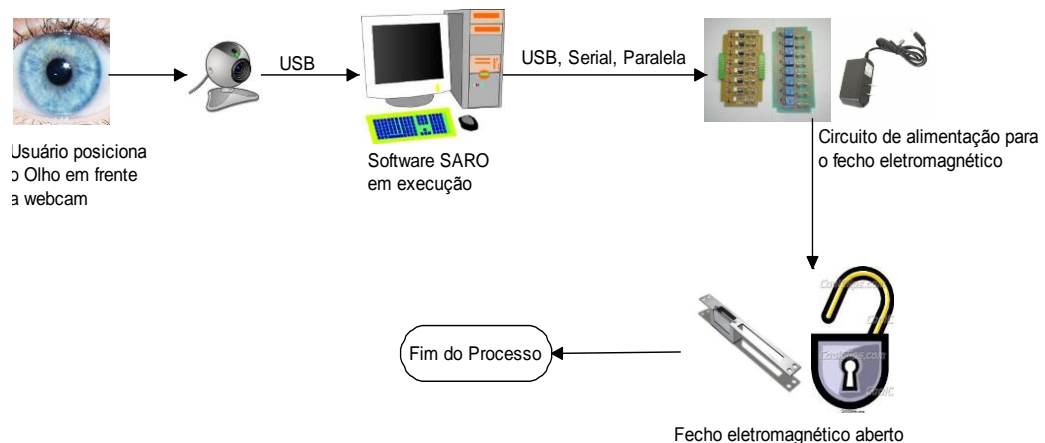 USB
USB, Serial, Paralela
Usuário posiciona
o Olho em frente
a webcam
Software SARO
em execução
Circuito de alimentação para
o fecho eletromagnético
Fim do Processo
Fecho eletromagnético aberto